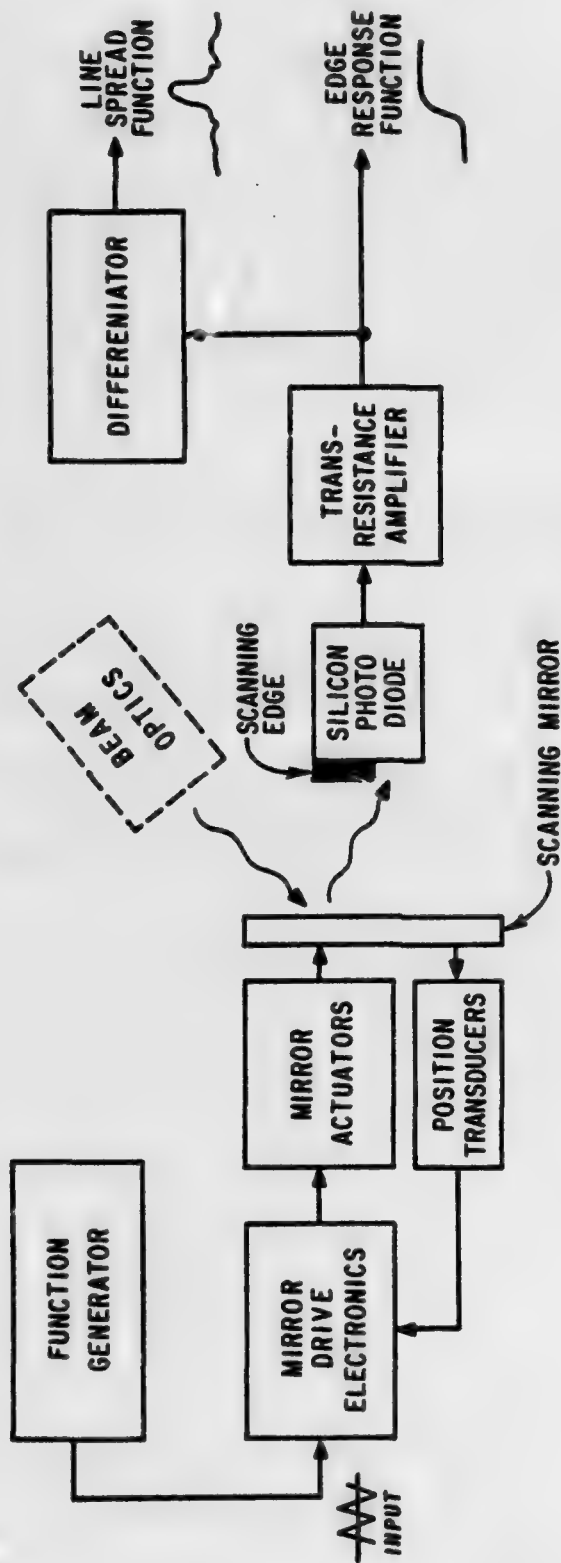 FUNCTION
GENERATOR
INPUT
MIRROR
DRIVE
ELECTRONICS
MIRROR
ACTUATORS
POSITION
TRANSDUCERS
SCANNING MIRROR
BEAM
OPTICS
SCANNING
EDGE
SILICON
PHOTO
DIODE
TRANS-
RESISTANCE
AMPLIFIER
DIFFERENIATOR
LINE
SPREAD
FUNCTION
EDGE
RESPONSE
FUNCTION